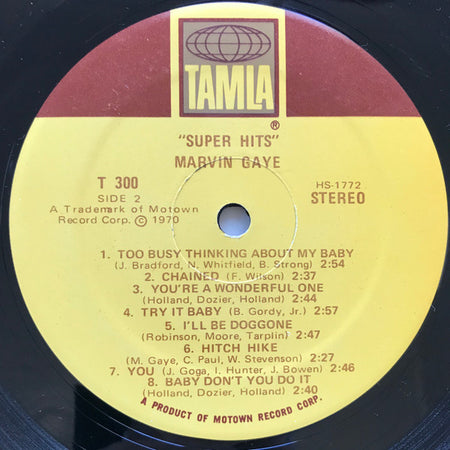 TAMLA
®
"SUPER HITS"
MARVIN GAYE
T 300
SIDE 2
A Trademark of Motown
Record Corp. © 1970
HS-1772
STEREO
1. TOO BUSY THINKING ABOUT MY BABY
(J. Bradford, N. Whitfield, B. Strong) 2:54
2. CHAINED (F. Wilson) 2:37
3. YOU'RE A WONDERFUL ONE
(Holland, Dozier, Holland) 2:44
4. TRY IT BABY (B. Gordy, Jr.) 2:57
5. I'LL BE DOGGONE
(Robinson, Moore, Tarplin) 2:47
6. HITCH HIKE
(M. Gaye, C. Paul, W. Stevenson) 2:27
7. YOU (J. Goga, I. Hunter, J. Bowen) 2:46
8. BABY DON'T YOU DO IT
(Holland, Dozier, Holland) 2:40
A PRODUCT OF MOTOWN RECORD CORP.